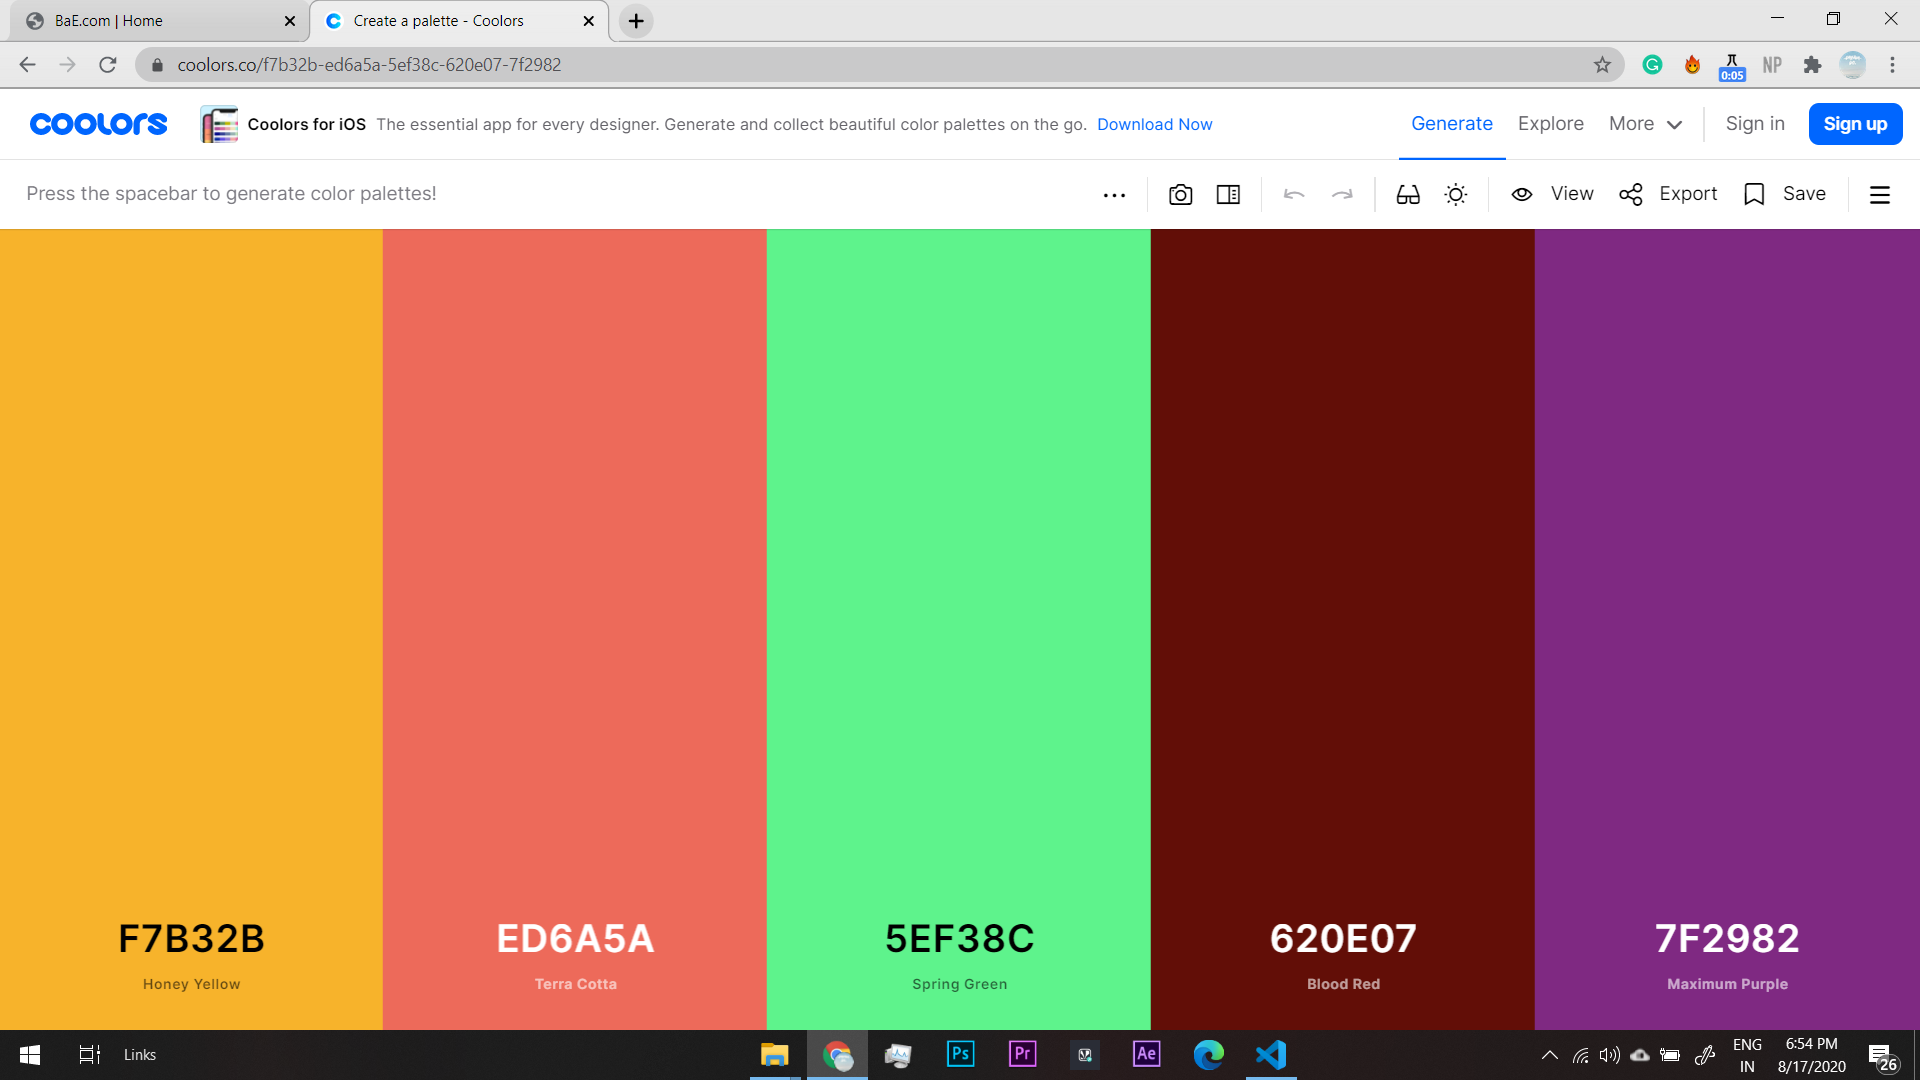 BaE.com | Home
Create a palette - Coolors
coolors.co/f7b32b-ed6a5a-5ef38c-620e07-7f2982
0:05
NP
coolors
Coolors for iOS The essential app for every designer. Generate and collect beautiful color palettes on the go. Download Now
Generate Explore More Sign in Sign up
Press the spacebar to generate color palettes!
View Export Save
F7B32B
Honey Yellow
ED6A5A
Terra Cotta
5EF38C
Spring Green
620E07
Blood Red
7F2982
Maximum Purple
Links
Ps
Pr
Ae
ENG
IN
6:54 PM
8/17/2020
26